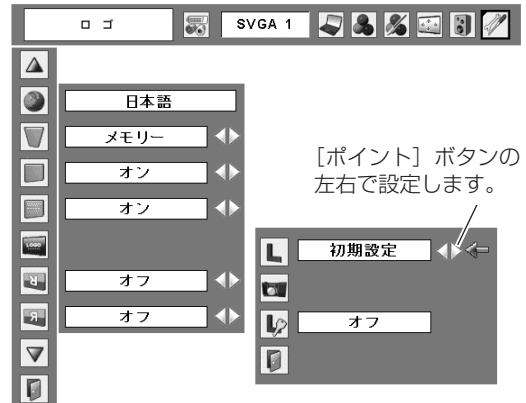 ロ ゴ
SVGA 1
日本語
メモリー
オン
オン
LOGO
オフ
R
オフ
R
［ポイント］ボタンの
左右で設定します。
初期設定
オフ